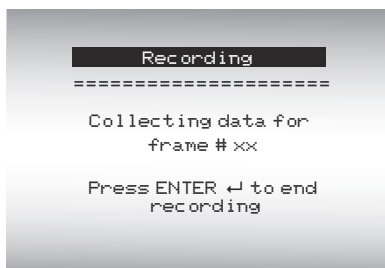 Recording
=====================
Collecting data for
frame # xx
Press ENTER ↵ to end
recording